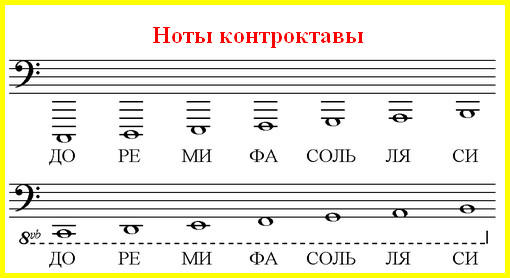 Ноты контроктавы
ДО РЕ МИ ФА СОЛЬ ЛЯ СИ
8vb
ДО РЕ МИ ФА СОЛЬ ЛЯ СИ